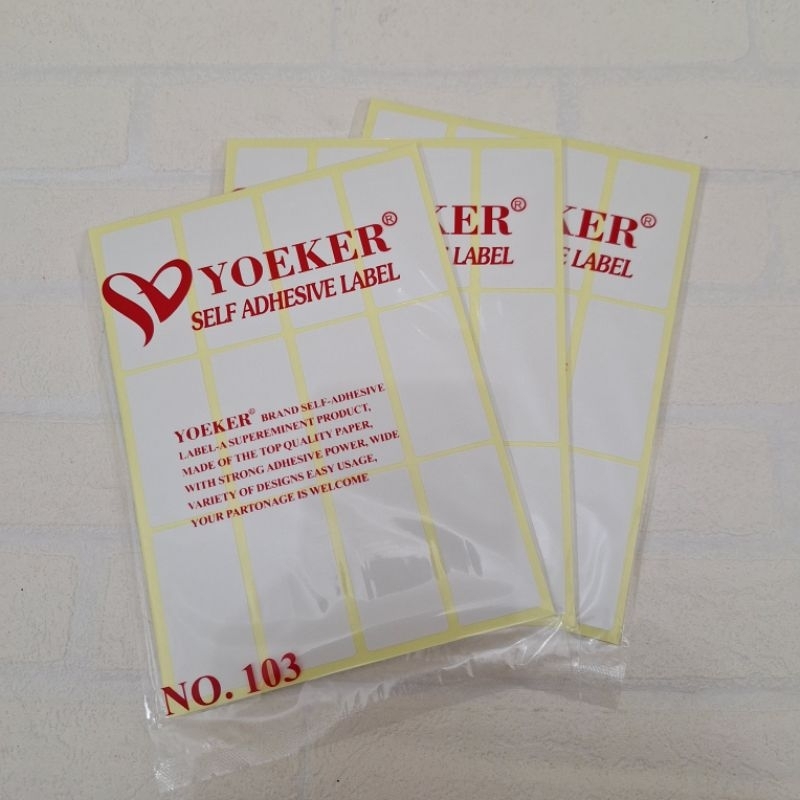 YOEKER®
SELF ADHESIVE LABEL
YOEKER® BRAND SELF-ADHESIVE
LABEL-A SUPEREMINENT PRODUCT,
MADE OF THE TOP QUALITY PAPER,
WITH STRONG ADHESIVE POWER, WIDE
VARIETY OF DESIGNS EASY USAGE,
YOUR PARTONAGE IS WELCOME
NO. 103
KER®
LABEL
KER®
E LABEL